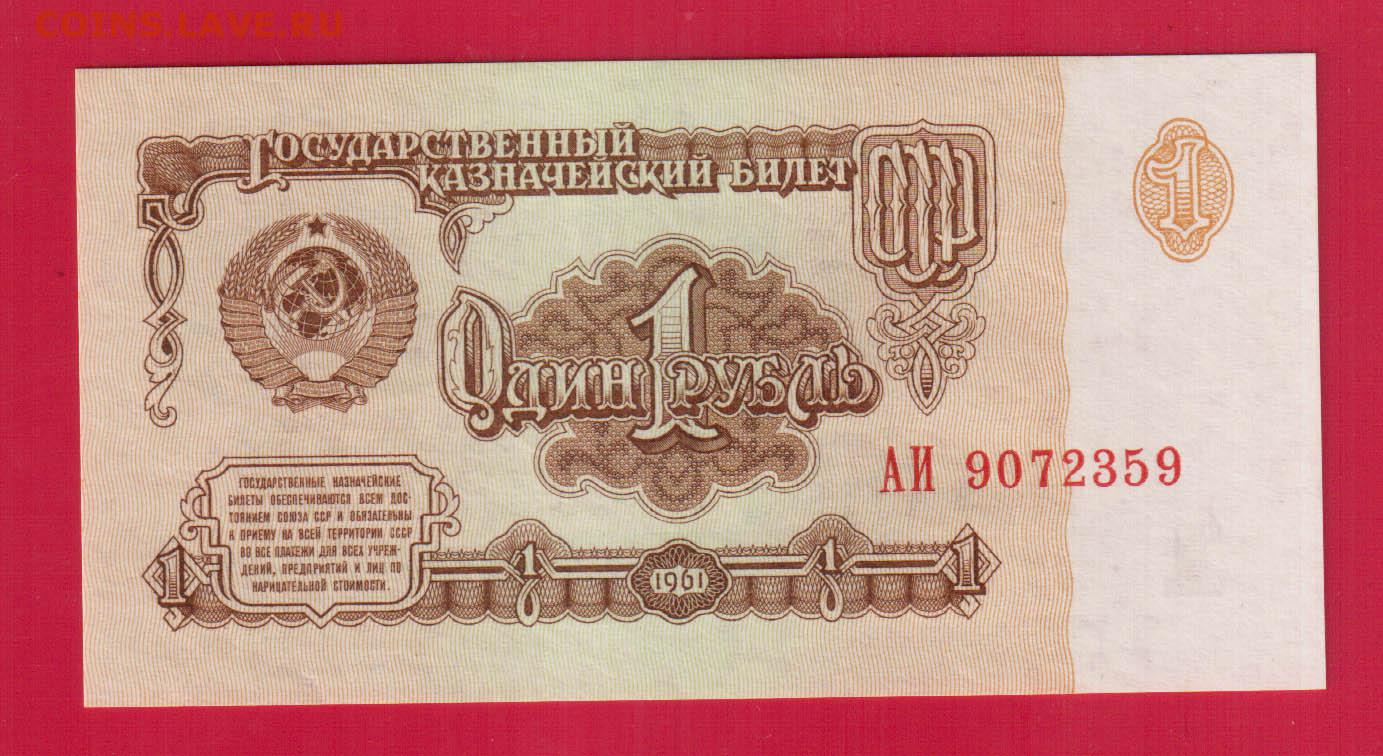 COINS.LAVE.RU
ГОСУДАРСТВЕННЫЙ
КАЗНАЧЕЙСКИЙ БИЛЕТ
СССР
1
1
ОДИН РУБЛЬ
АИ 9072359
ГОСУДАРСТВЕННЫЕ КАЗНАЧЕЙСКИЕ
БИЛЕТЫ ОБЕСПЕЧИВАЮТСЯ ВСЕМ ДОС-
ТОЯНИЕМ СОЮЗА ССР И ОБЯЗАТЕЛЬНЫ
К ПРИЕМУ НА ВСЕЙ ТЕРРИТОРИИ СССР
ВО ВСЕ ПЛАТЕЖИ ДЛЯ ВСЕХ УЧРЕЖ-
ДЕНИЙ, ПРЕДПРИЯТИЙ И ЛИЦ ПО
НАРИЦАТЕЛЬНОЙ СТОИМОСТИ.
1 1 1961 1 1